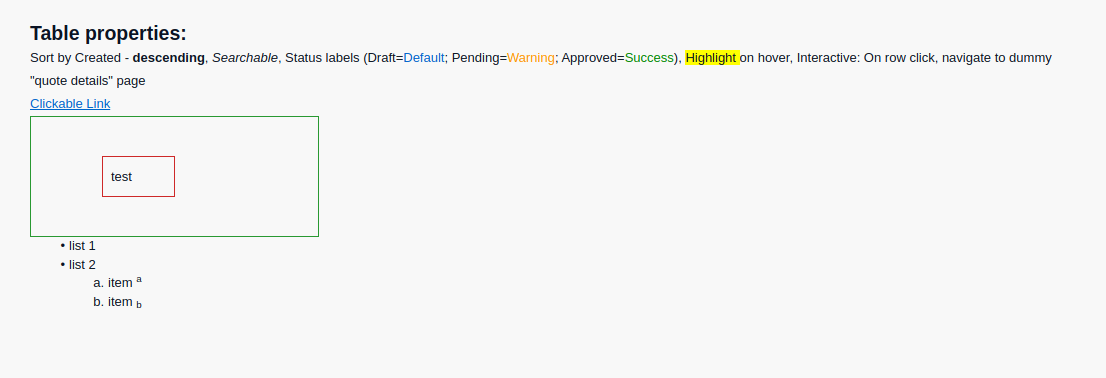 Table properties:
Sort by Created - descending, Searchable, Status labels (Draft=Default; Pending=Warning; Approved=Success), Highlight on hover, Interactive: On row click, navigate to dummy
"quote details" page
Clickable Link
test
• list 1
• list 2
a. item a
b. item b